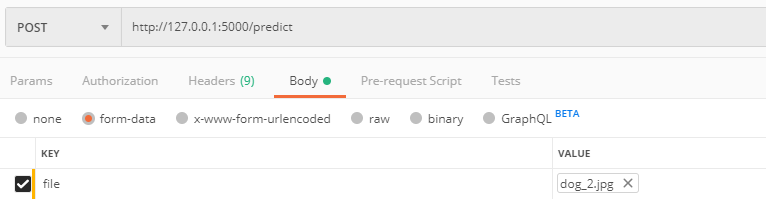 POST http://127.0.0.1:5000/predict
Params Authorization Headers (9) Body Pre-request Script Tests
none form-data x-www-form-urlencoded raw binary GraphQL BETA
KEY VALUE
file dog_2.jpg